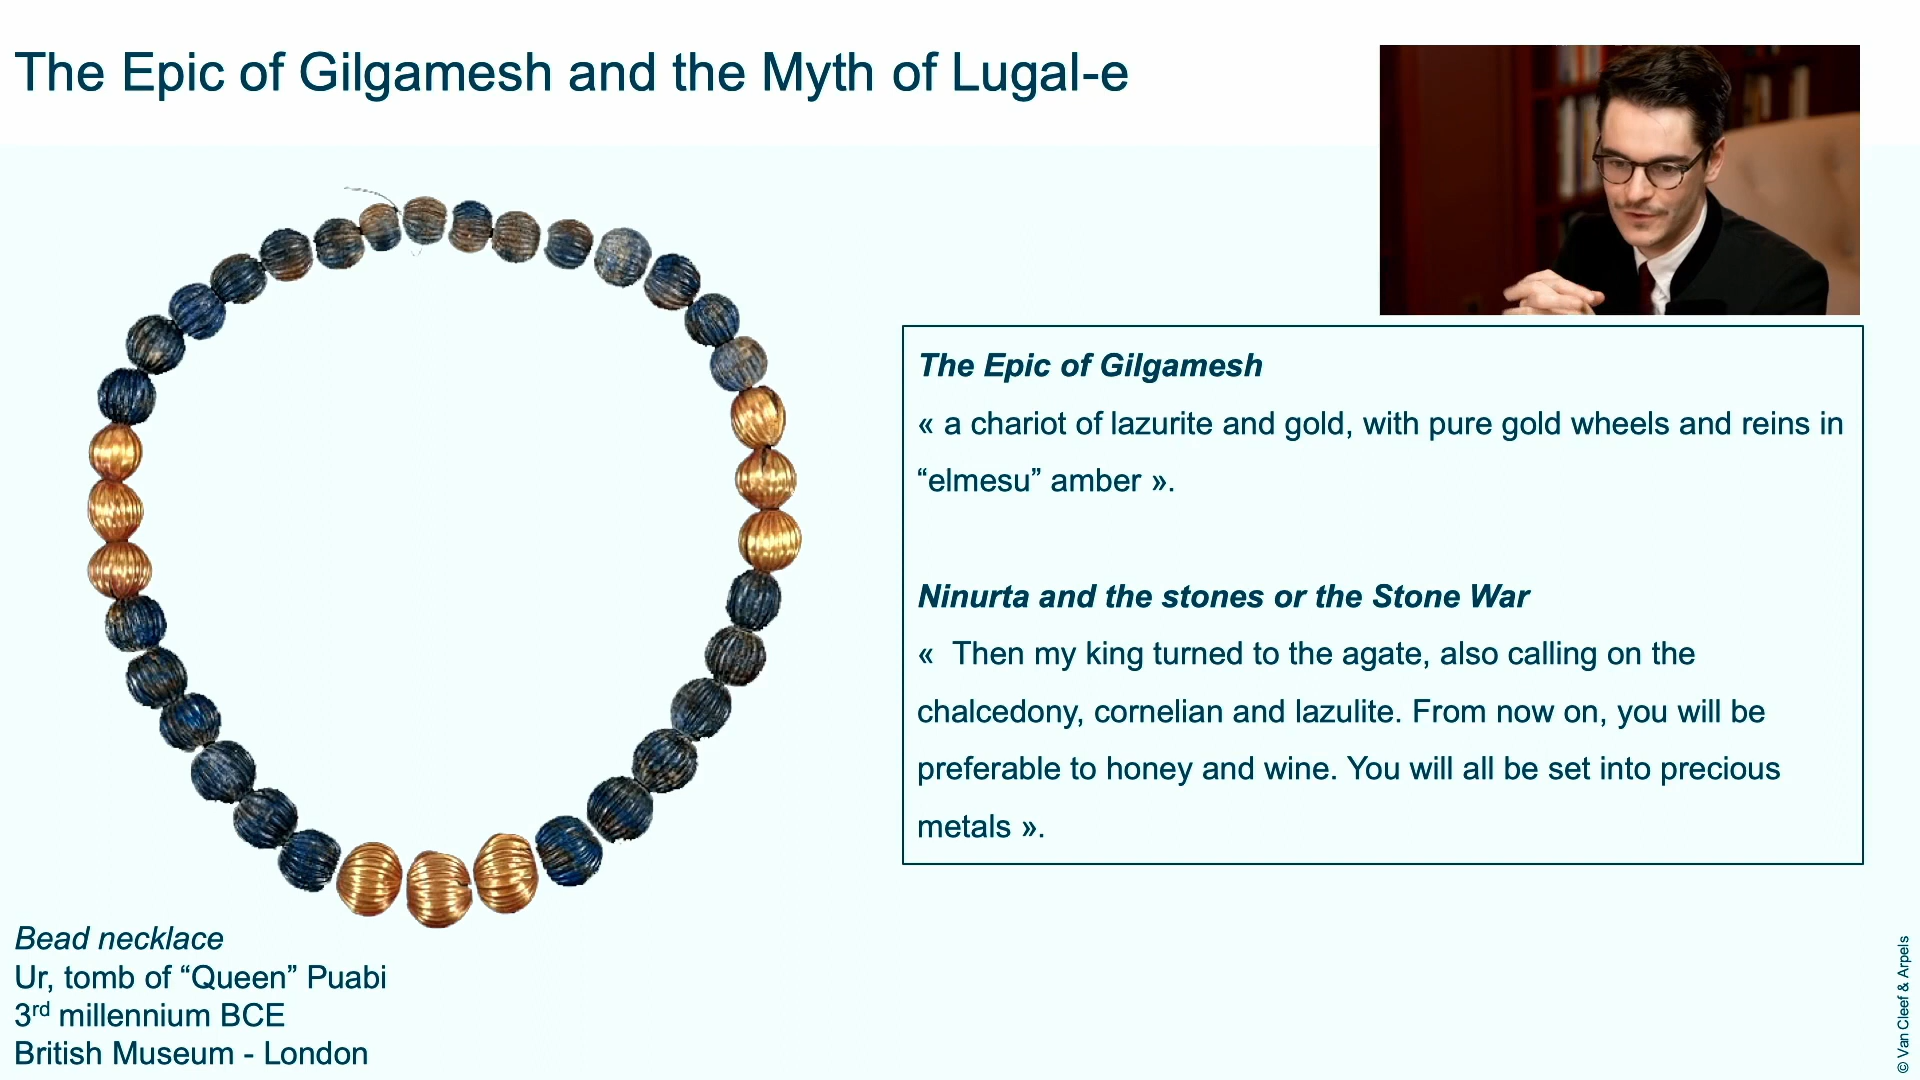 The Epic of Gilgamesh and the Myth of Lugal-e
The Epic of Gilgamesh
« a chariot of lazurite and gold, with pure gold wheels and reins in
“elmesu” amber ».
Ninurta and the stones or the Stone War
«  Then my king turned to the agate, also calling on the
chalcedony, cornelian and lazulite. From now on, you will be
preferable to honey and wine. You will all be set into precious
metals ».
Bead necklace
Ur, tomb of “Queen” Puabi
3rd millennium BCE
British Museum - London
© Van Cleef & Arpels